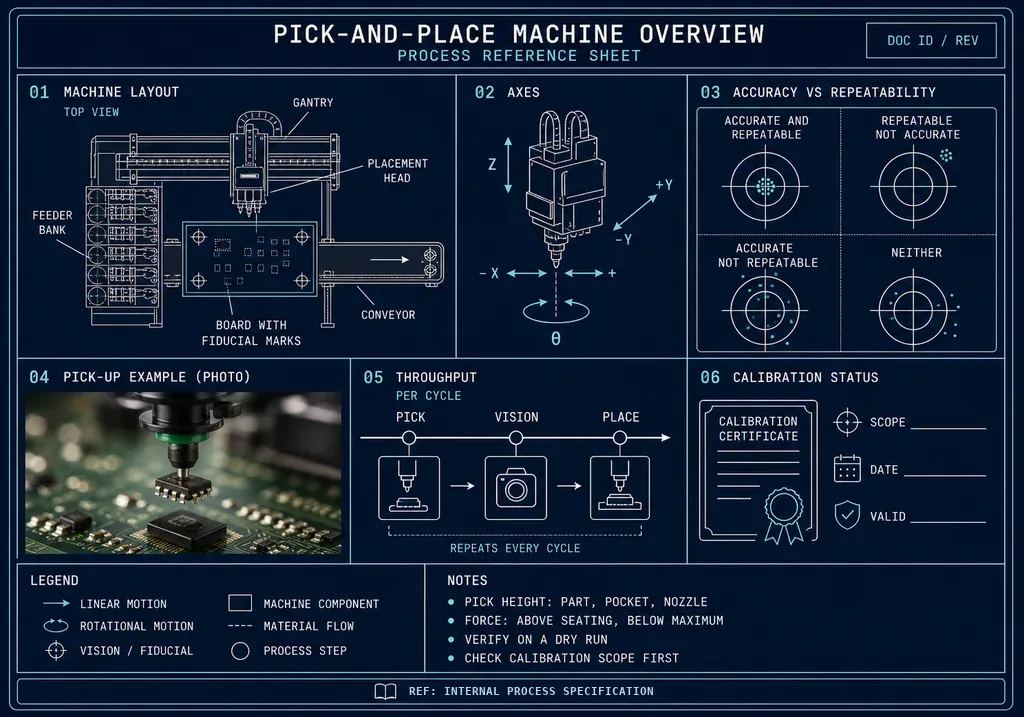 PICK-AND-PLACE MACHINE OVERVIEW
PROCESS REFERENCE SHEET
DOC ID / REV
01 MACHINE LAYOUT
TOP VIEW
GANTRY
PLACEMENT
HEAD
FEEDER
BANK
CONVEYOR
BOARD WITH
FIDUCIAL MARKS
02 AXES
Z
+Y
-Y
- X
+
θ
03 ACCURACY VS REPEATABILITY
ACCURATE AND
REPEATABLE
REPEATABLE
NOT ACCURATE
ACCURATE
NOT REPEATABLE
NEITHER
04 PICK-UP EXAMPLE (PHOTO)
05 THROUGHPUT
PER CYCLE
PICK
VISION
PLACE
REPEATS EVERY CYCLE
06 CALIBRATION STATUS
CALIBRATION
CERTIFICATE
SCOPE
DATE
VALID
LEGEND
LINEAR MOTION
ROTATIONAL MOTION
VISION / FIDUCIAL
MACHINE COMPONENT
MATERIAL FLOW
PROCESS STEP
NOTES
• PICK HEIGHT: PART, POCKET, NOZZLE
• FORCE: ABOVE SEATING, BELOW MAXIMUM
• VERIFY ON A DRY RUN
• CHECK CALIBRATION SCOPE FIRST
REF: INTERNAL PROCESS SPECIFICATION